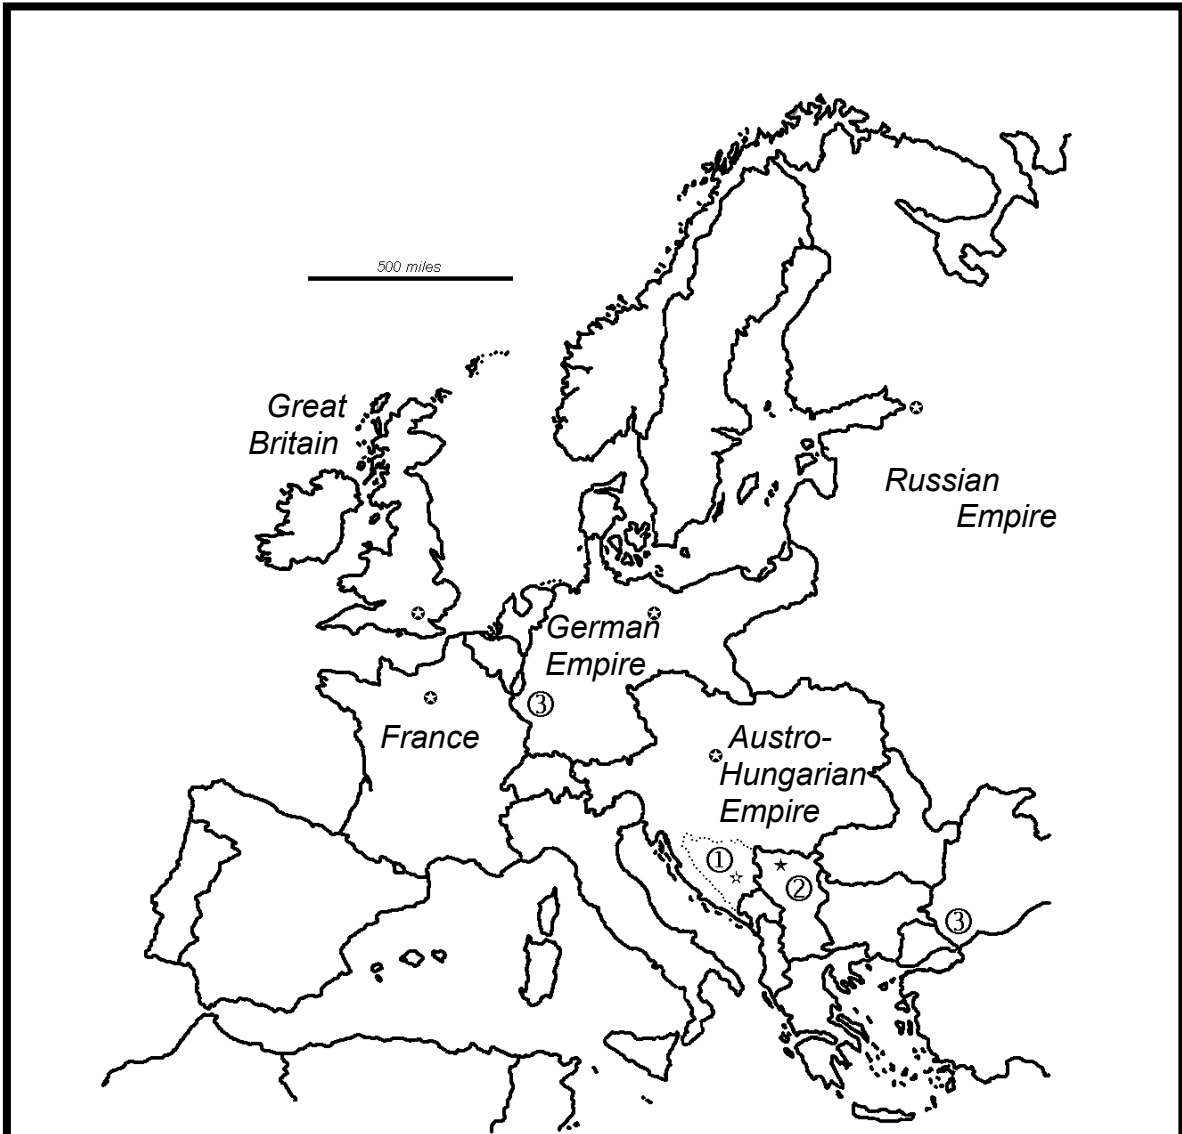 500 miles
Great
Britain
Russian
Empire
German
Empire
③
France
Austro-
Hungarian
Empire
①
②
③